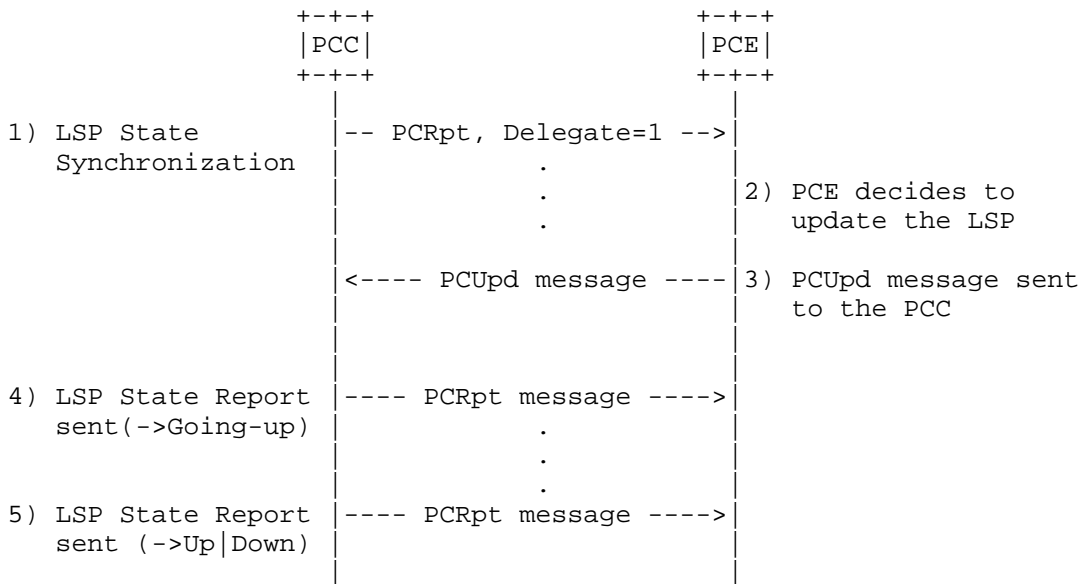 +-+-+                    +-+-+
|PCC|                    |PCE|
+-+-+                    +-+-+
1) LSP State          |-- PCRpt, Delegate=1 -->|
Synchronization    |           .            |
|           .            |2) PCE decides to
|           .            |   update the LSP
|                        |
|<---- PCUpd message ----|3) PCUpd message sent
|                        |   to the PCC
|                        |
|                        |
4) LSP State Report   |---- PCRpt message ---->|
sent(->Going-up)   |           .            |
|           .            |
|           .            |
5) LSP State Report   |---- PCRpt message ---->|
sent (->Up|Down)   |                        |
|                        |